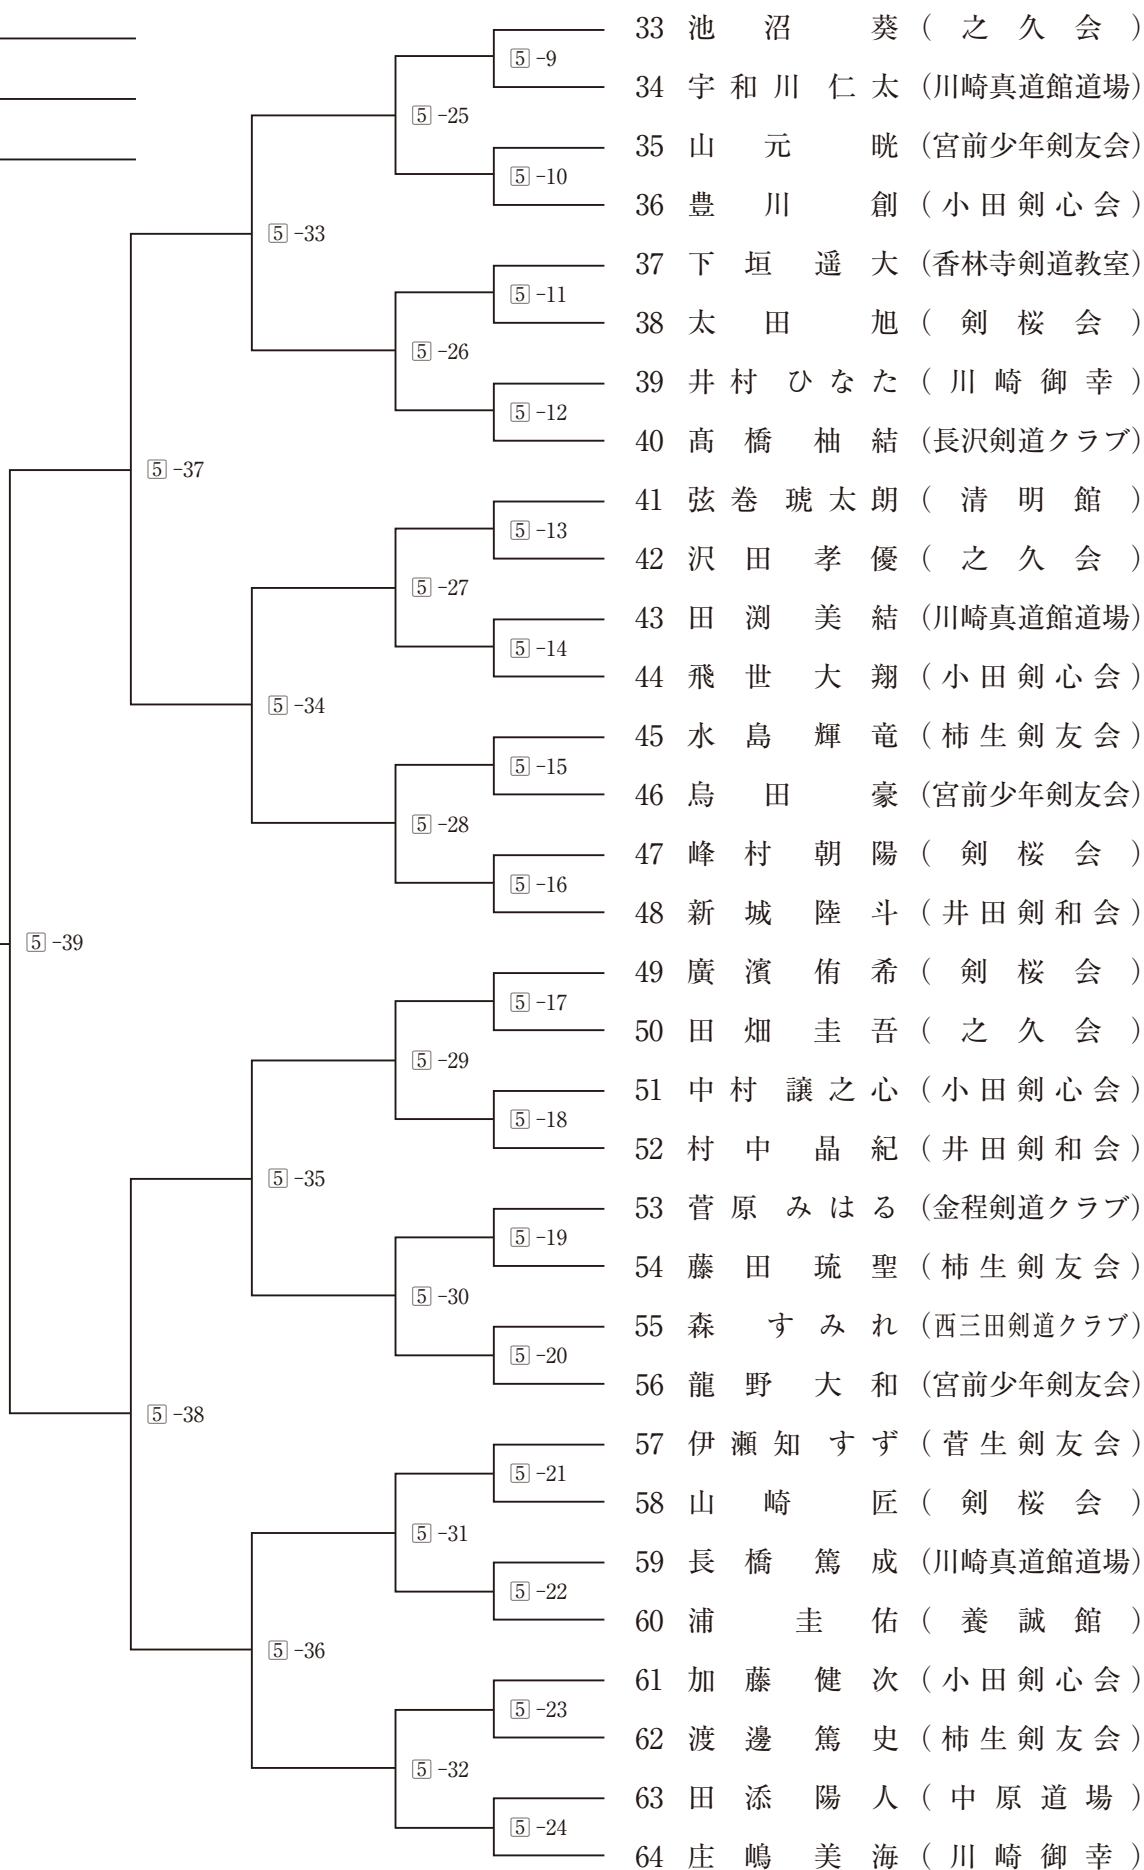 33 池沼 葵 (之久会)
5-9
34 宇和川 仁太 (川崎真道館道場)
5-25
35 山元 晄 (宮前少年剣友会)
5-10
36 豊川 創 (小田剣心会)
5-33
37 下垣 遥大 (香林寺剣道教室)
5-11
38 太田 旭 (剣桜会)
5-26
39 井村 ひなた (川崎御幸)
5-12
40 髙橋 柚結 (長沢剣道クラブ)
5-37
41 弦巻 琥太朗 (清明館)
5-13
42 沢田 孝優 (之久会)
5-27
43 田渕 美結 (川崎真道館道場)
5-14
44 飛世 大翔 (小田剣心会)
5-34
45 水島 輝竜 (柿生剣友会)
5-15
46 烏田 豪 (宮前少年剣友会)
5-28
47 峰村 朝陽 (剣桜会)
5-16
48 新城 陸斗 (井田剣和会)
5-39
49 廣濱 侑希 (剣桜会)
5-17
50 田畑 圭吾 (之久会)
5-29
51 中村 譲之心 (小田剣心会)
5-18
52 村中 晶紀 (井田剣和会)
5-35
53 菅原 みはる (金程剣道クラブ)
5-19
54 藤田 琉聖 (柿生剣友会)
5-30
55 森 すみれ (西三田剣道クラブ)
5-20
56 龍野 大和 (宮前少年剣友会)
5-38
57 伊瀬知 すず (菅生剣友会)
5-21
58 山崎 匠 (剣桜会)
5-31
59 長橋 篤成 (川崎真道館道場)
5-22
60 浦 圭佑 (養誠館)
5-36
61 加藤 健次 (小田剣心会)
5-23
62 渡邊 篤史 (柿生剣友会)
5-32
63 田添 陽人 (中原道場)
5-24
64 庄嶋 美海 (川崎御幸)